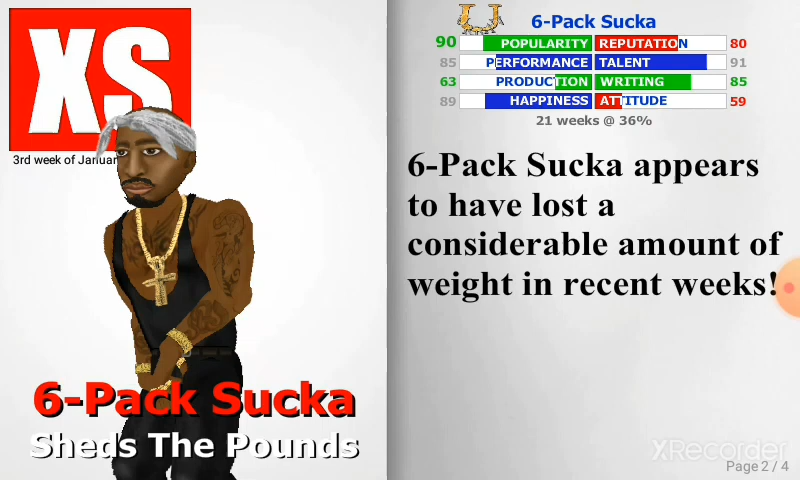 XS
3rd week of Januar
6-Pack Sucka
Sheds The Pounds
6-Pack Sucka
90 POPULARITY REPUTATION 80
85 PERFORMANCE TALENT 91
63 PRODUCTION WRITING 85
89 HAPPINESS ATTITUDE 59
21 weeks @ 36%
6-Pack Sucka appears
to have lost a
considerable amount of
weight in recent weeks!
XRecorder
Page 2 / 4